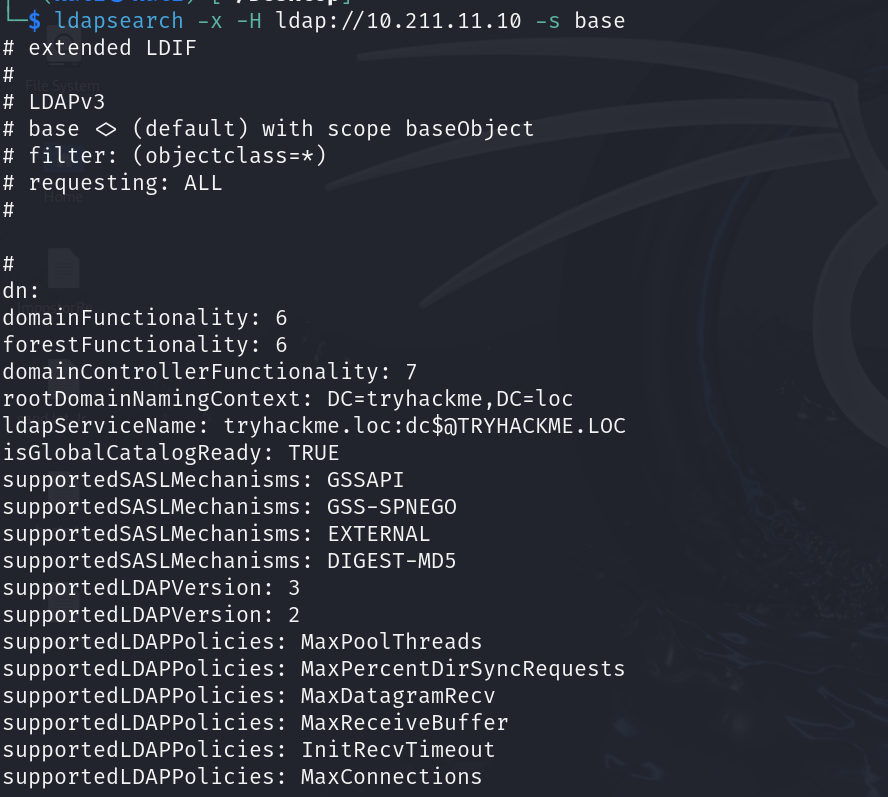 └─$ ldapsearch -x -H ldap://10.211.11.10 -s base
# extended LDIF
#
# LDAPv3
# base <> (default) with scope baseObject
# filter: (objectclass=*)
# requesting: ALL
#

#
dn:
domainFunctionality: 6
forestFunctionality: 6
domainControllerFunctionality: 7
rootDomainNamingContext: DC=tryhackme,DC=loc
ldapServiceName: tryhackme.loc:dc$@TRYHACKME.LOC
isGlobalCatalogReady: TRUE
supportedSASLMechanisms: GSSAPI
supportedSASLMechanisms: GSS-SPNEGO
supportedSASLMechanisms: EXTERNAL
supportedSASLMechanisms: DIGEST-MD5
supportedLDAPVersion: 3
supportedLDAPVersion: 2
supportedLDAPPolicies: MaxPoolThreads
supportedLDAPPolicies: MaxPercentDirSyncRequests
supportedLDAPPolicies: MaxDatagramRecv
supportedLDAPPolicies: MaxReceiveBuffer
supportedLDAPPolicies: InitRecvTimeout
supportedLDAPPolicies: MaxConnections
File System
Home